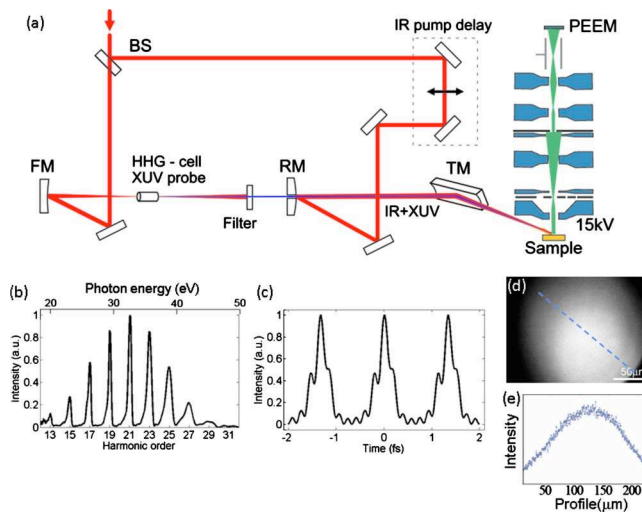 (a)
BS
IR pump delay
PEEM
FM
HHG - cell
XUV probe
RM
TM
Filter
IR+XUV
15kV
Sample
(b)
Photon energy (eV)
20 30 40 50
Intensity (a.u.)
1
0.8
0.6
0.4
0.2
0
13 15 17 19 21 23 25 27 29 31
Harmonic order
(c)
Intensity (a.u.)
1
0.8
0.6
0.4
0.2
0
-2 -1 0 1 2
Time (fs)
(d)
50μm
(e)
Intensity
50 100 150 200
Profile(μm)